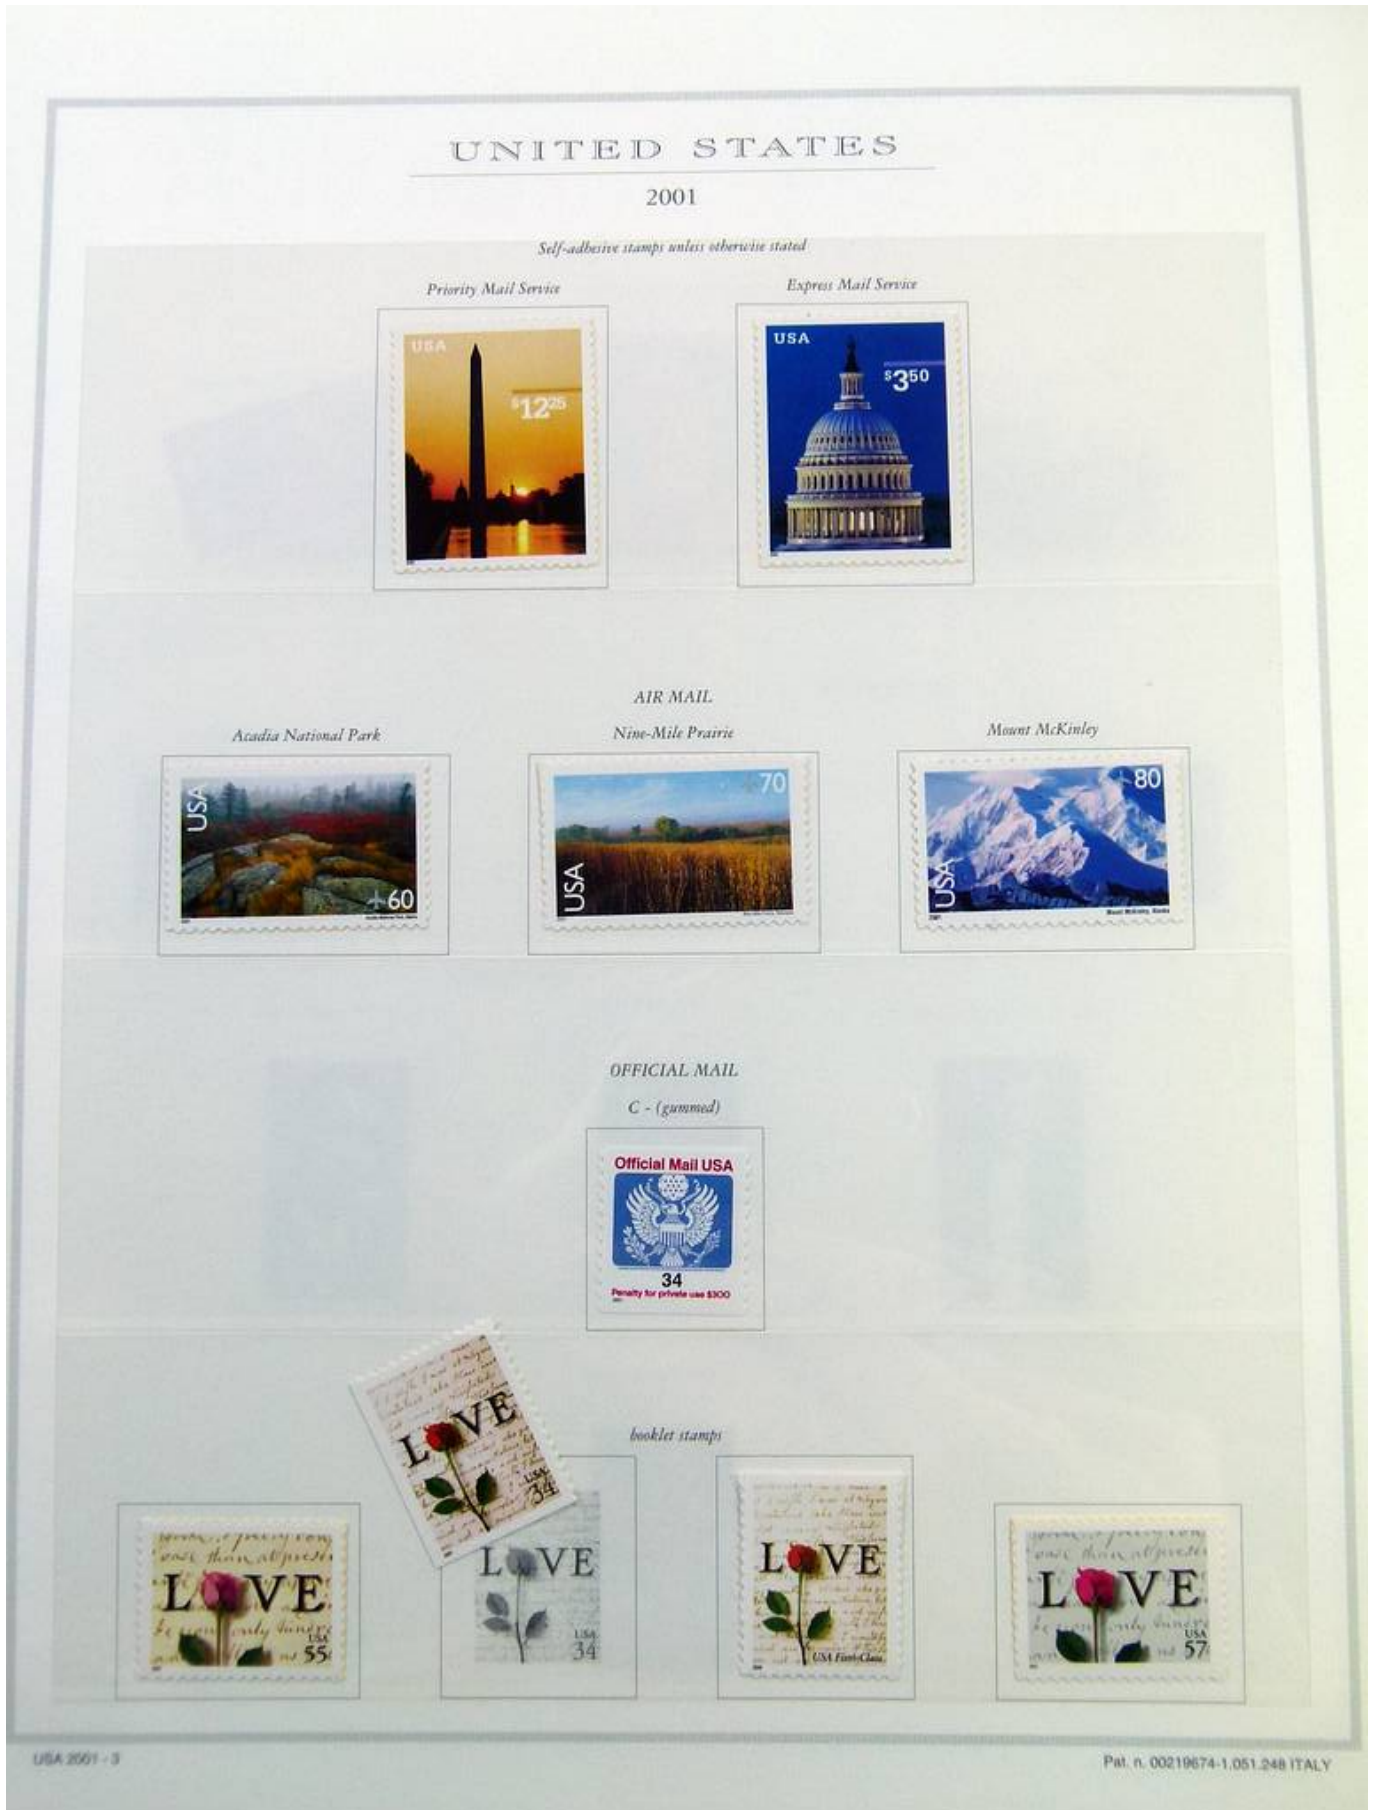 UNITED STATES
2001
Self-adhesive stamps unless otherwise stated
Priority Mail Service
Express Mail Service
USA
$12 25
USA
$3 50
AIR MAIL
Acadia National Park
Nine-Mile Prairie
Mount McKinley
USA
60
70
USA
80
USA
2001
Mount McKinley, Alaska
OFFICIAL MAIL
C - (gummed)
Official Mail USA
34
Penalty for private use $300
LOVE
USA
34
booklet stamps
LOVE
USA
55
LOVE
USA
34
LOVE
USA First-Class
LOVE
USA
57
USA 2001 - 3
Pat. n. 00219674-1.051.248 ITALY